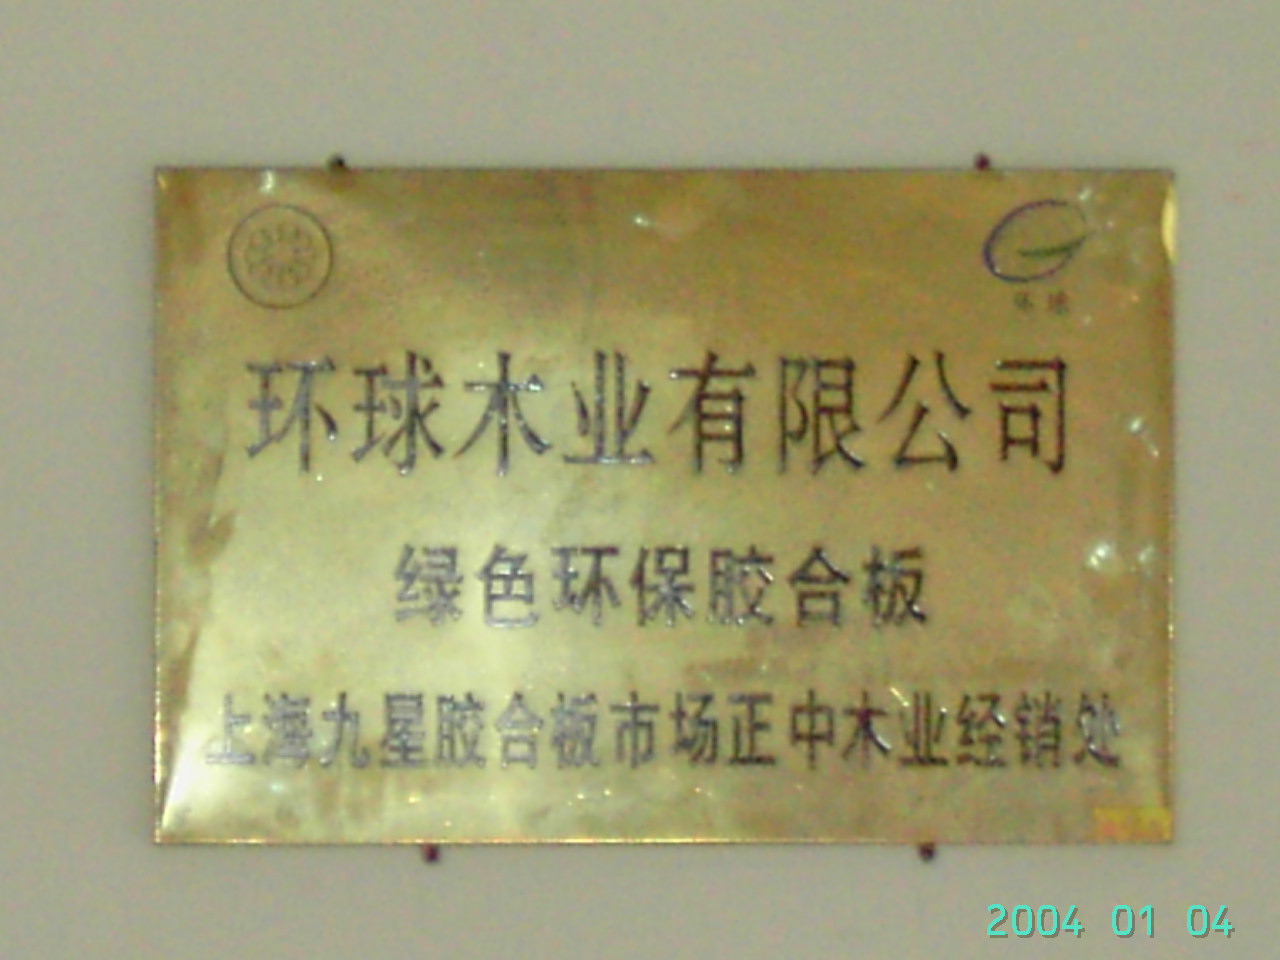 环球
环球木业有限公司
绿色环保胶合板
上海九星胶合板市场正中木业经销处
2004 01 04